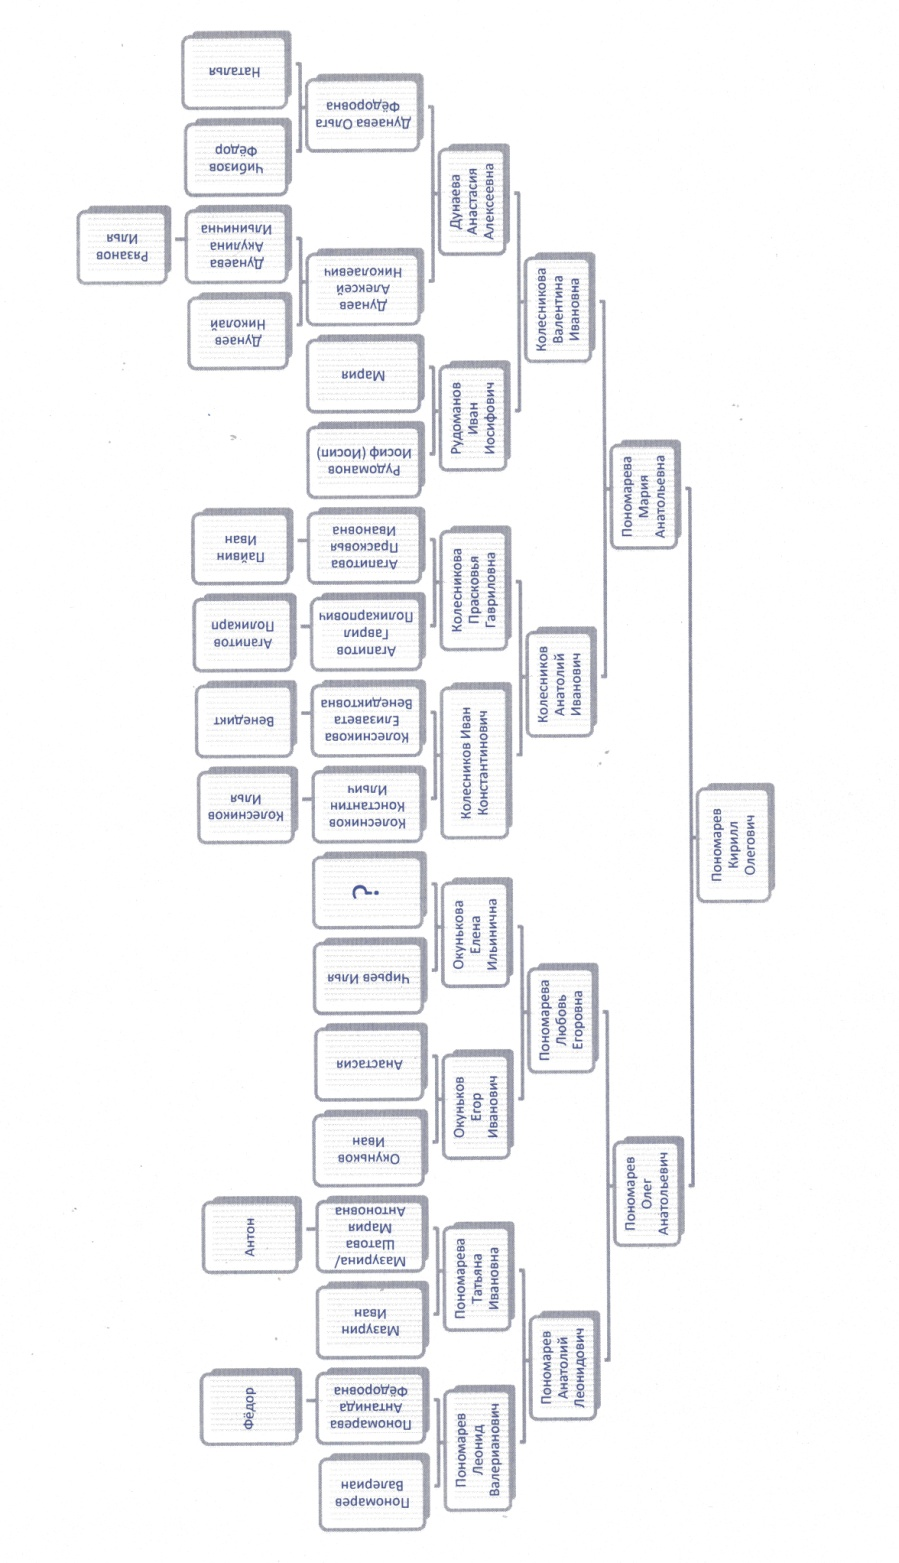 Рязанов
Илья
Наталья
Чибизов
Фёдор
Дунаева
Акулина
Ильинична
Дунаев
Николай
Пайвин
Иван
Агапитов
Поликарп
Венедикт
Колесников
Илья
Антон
Фёдор
Дунаева Ольга
Фёдоровна
Дунаев
Алексей
Николаевич
Мария
Рудоманов
Иосиф (Иосип)
Агапитова
Прасковья
Ивановна
Агапитов
Гаврил
Поликарпович
Колесникова
Елизавета
Венедиктовна
Колесников
Константин
Ильич
?
Чирьев Илья
Анастасия
Окуньков
Иван
Мазурина/
Шатова
Мария
Антоновна
Мазурин
Иван
Пономарева
Антанида
Фёдоровна
Пономарев
Валериан
Дунаева
Анастасия
Алексеевна
Рудоманов
Иван
Иосифович
Колесникова
Прасковья
Гавриловна
Колесников Иван
Константинович
Окунькова
Елена
Ильинична
Окуньков
Егор
Иванович
Пономарева
Татьяна
Ивановна
Пономарев
Леонид
Валерианович
Колесникова
Валентина
Ивановна
Колесников
Анатолий
Иванович
Пономарева
Любовь
Егоровна
Пономарев
Анатолий
Леонидович
Пономарева
Мария
Анатольевна
Пономарев
Олег
Анатольевич
Пономарев
Кирилл
Олегович